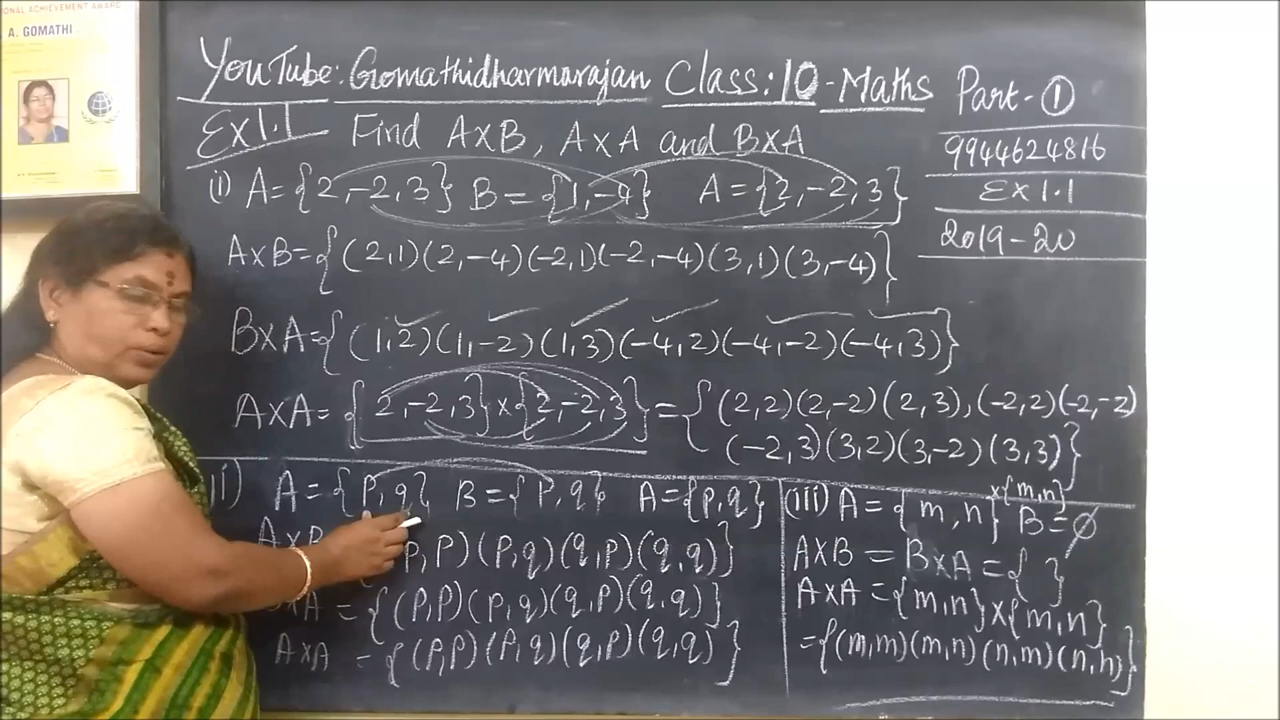 ONAL ACHIEVEMENT AWARD
A. GOMATHI
YouTube: Gomathidharmarajan Class: 10 - Maths Part - ①
Ex 1.1 Find A×B, A×A and B×A
9944624816
Ex 1.1
2019-20
i) A={2,-2,3} B={1,-4} A={2,-2,3}
A×B={(2,1)(2,-4)(-2,1)(-2,-4)(3,1)(3,-4)}
B×A={(1,2)(1,-2)(1,3)(-4,2)(-4,-2)(-4,3)}
A×A={2,-2,3}×{2,-2,3}={(2,2)(2,-2)(2,3),(-2,2)(-2,-2)
(-2,3)(3,2)(3,-2)(3,3)}
ii) A={p,q} B={p,q} A={p,q}
A×B p,p)(p,q)(q,p)(q,q)}
×A={(p,p)(p,q)(q,p)(q,q)}
A×A={(p,p)(p,q)(q,p)(q,q)}
(iii) A={m,n} ×{m,n}
B=∅
A×B=B×A={ }
A×A={m,n}×{m,n}
={(m,m)(m,n)(n,m)(n,n)}